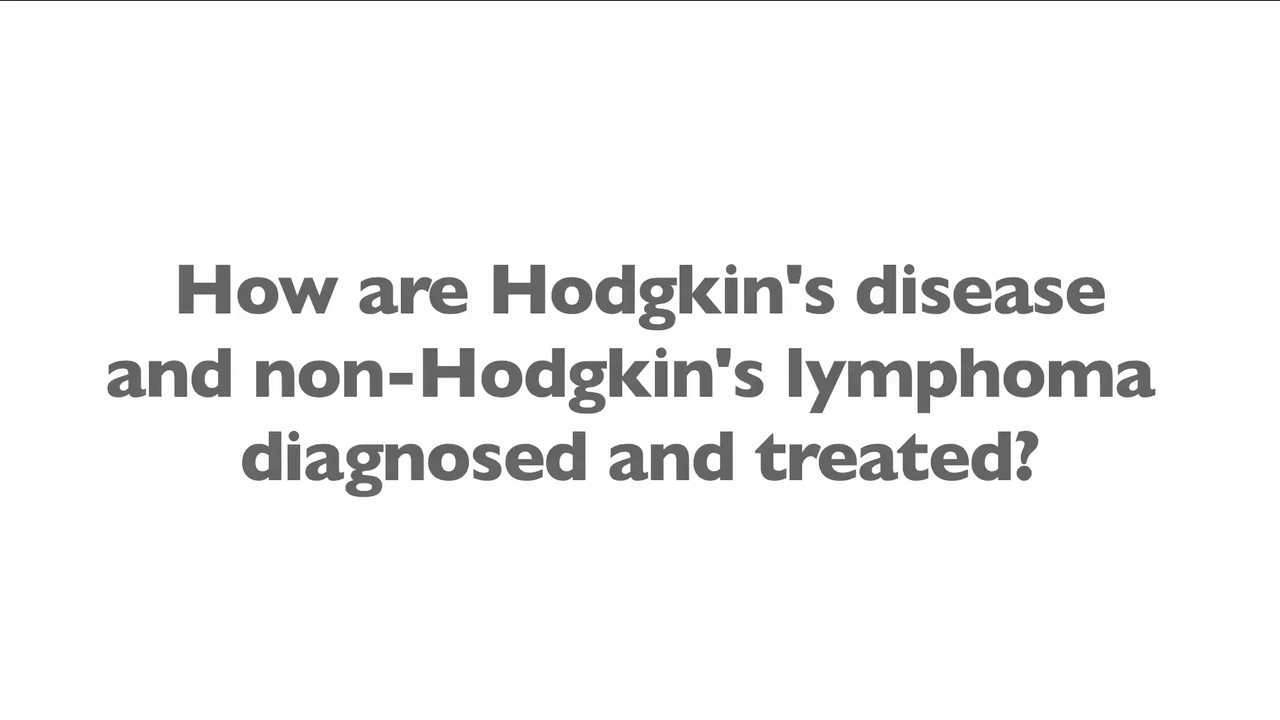 How are Hodgkin's disease
and non-Hodgkin's lymphoma
diagnosed and treated?